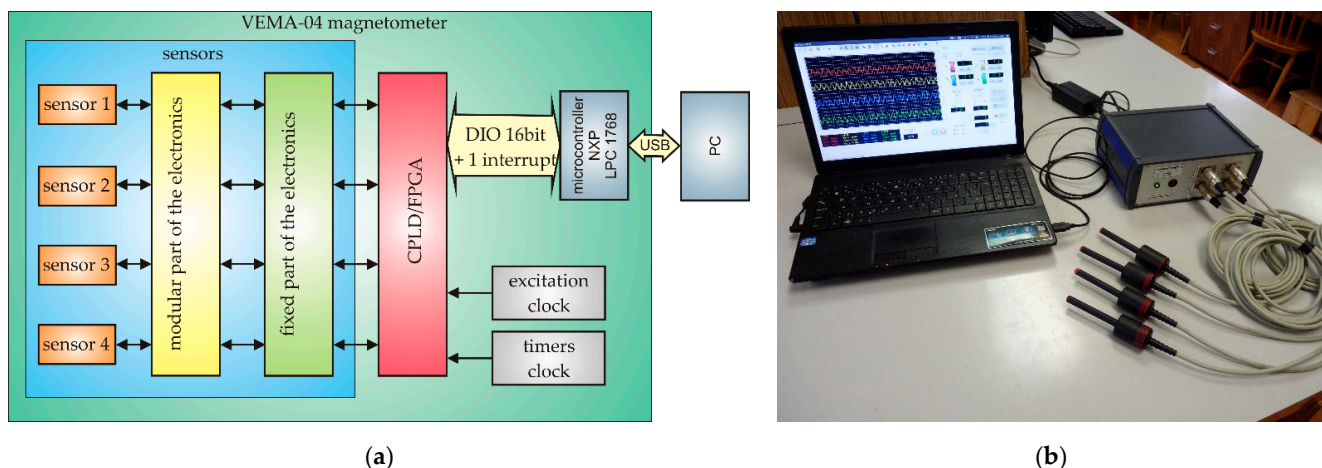 VEMA-04 magnetometer
sensors
sensor 1
sensor 2
sensor 3
sensor 4
modular part of the electronics
fixed part of the electronics
CPLD/FPGA
DIO 16bit
+ 1 interrupt
microcontroller
NXP
LPC 1768
USB
PC
excitation
clock
timers
clock
(a)
(b)